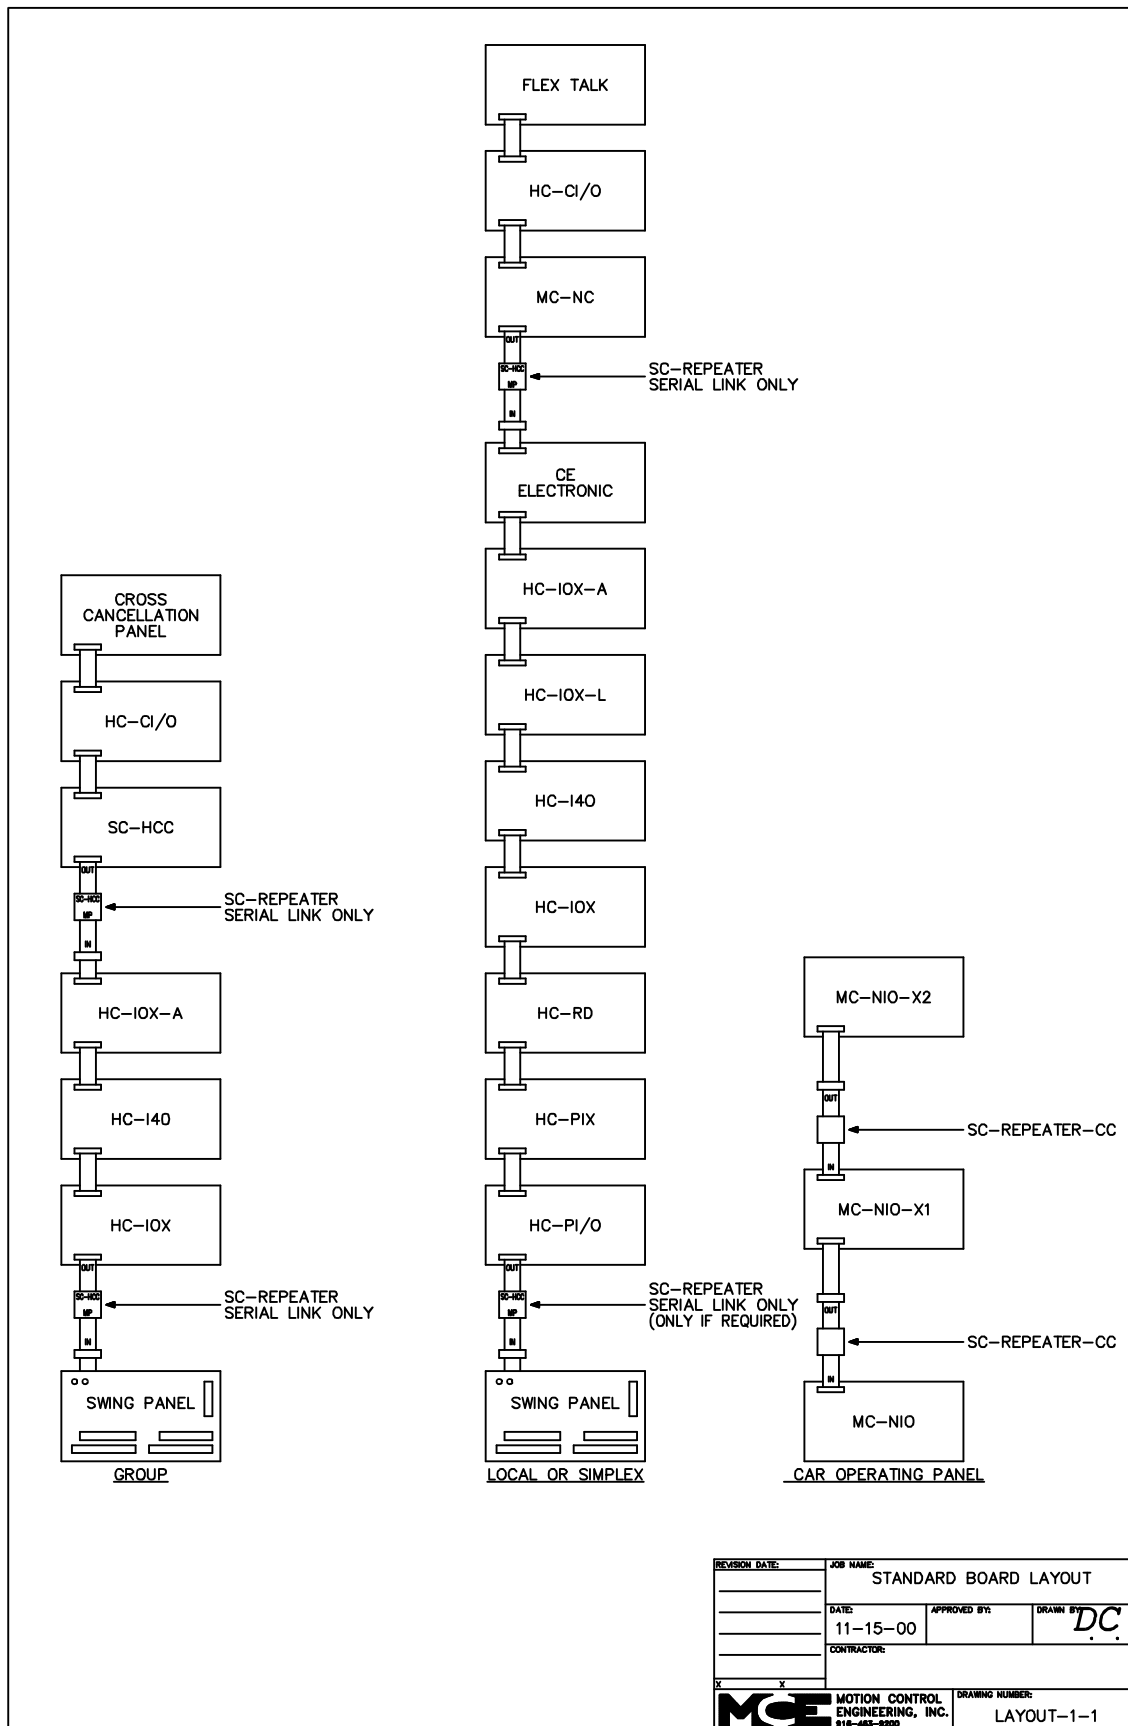 FLEX TALK
HC-CI/O
MC-NC
OUT
SC-HCC
MP
IN
SC-REPEATER
SERIAL LINK ONLY
CE
ELECTRONIC
HC-IOX-A
HC-IOX-L
HC-I4O
HC-IOX
HC-RD
HC-PIX
HC-PI/O
OUT
SC-HCC
MP
IN
SC-REPEATER
SERIAL LINK ONLY
(ONLY IF REQUIRED)
SWING PANEL
LOCAL OR SIMPLEX
CROSS
CANCELLATION
PANEL
HC-CI/O
SC-HCC
OUT
SC-HCC
MP
IN
SC-REPEATER
SERIAL LINK ONLY
HC-IOX-A
HC-I4O
HC-IOX
OUT
SC-HCC
MP
IN
SC-REPEATER
SERIAL LINK ONLY
SWING PANEL
GROUP
MC-NIO-X2
OUT
IN
SC-REPEATER-CC
MC-NIO-X1
OUT
IN
SC-REPEATER-CC
MC-NIO
CAR OPERATING PANEL
REVISION DATE:
X X
JOB NAME:
STANDARD BOARD LAYOUT
DATE:
11-15-00
APPROVED BY:
DRAWN BY:
DC
CONTRACTOR:
MCE
MOTION CONTROL
ENGINEERING, INC.
916-463-9200
DRAWING NUMBER:
LAYOUT-1-1